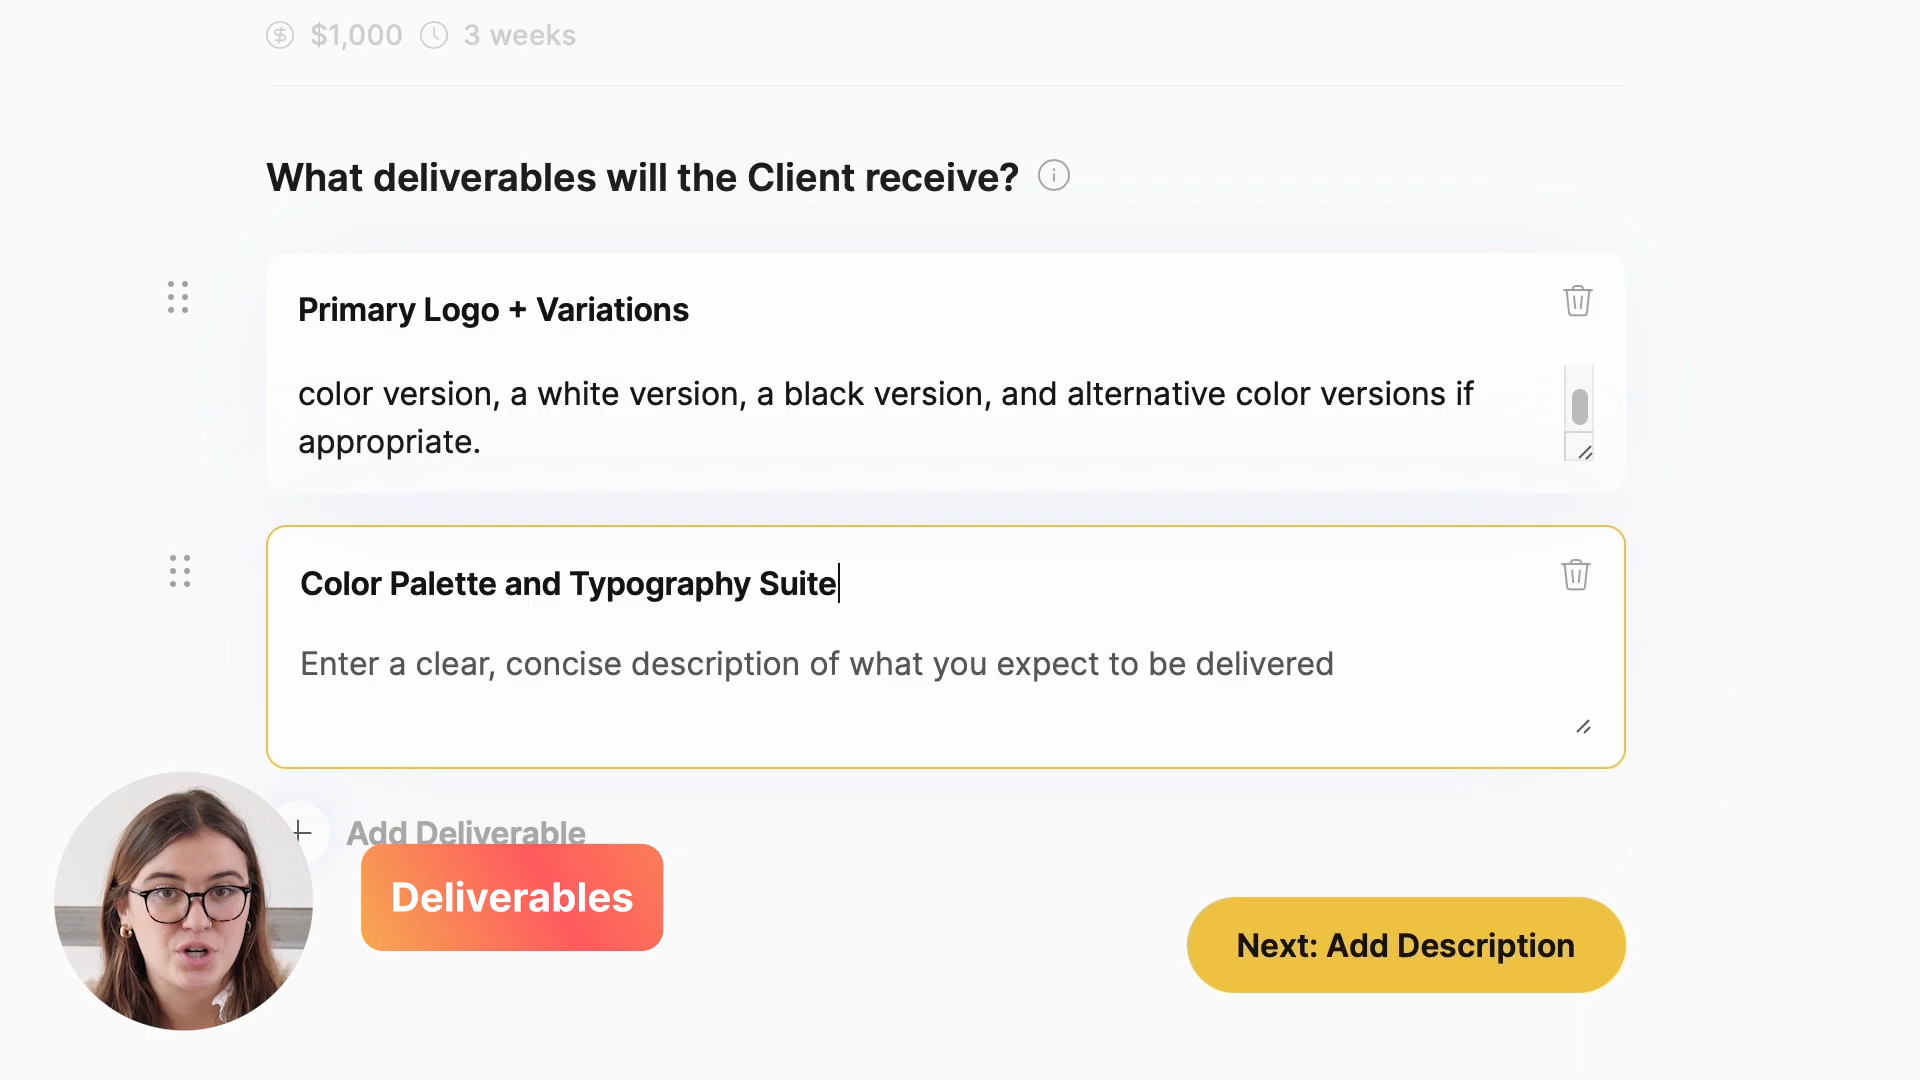 $1,000 3 weeks
What deliverables will the Client receive?
Primary Logo + Variations
color version, a white version, a black version, and alternative color versions if
appropriate.
Color Palette and Typography Suite
Enter a clear, concise description of what you expect to be delivered
Add Deliverable
Deliverables
Next: Add Description